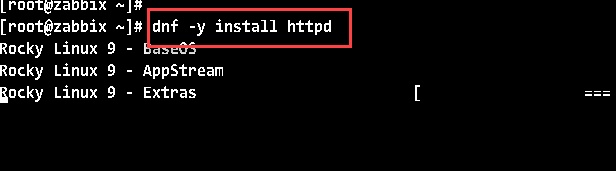 [root@zabbix ~]#
[root@zabbix ~]# dnf -y install httpd
Rocky Linux 9 - BaseOS
Rocky Linux 9 - AppStream
Rocky Linux 9 - Extras [ ===